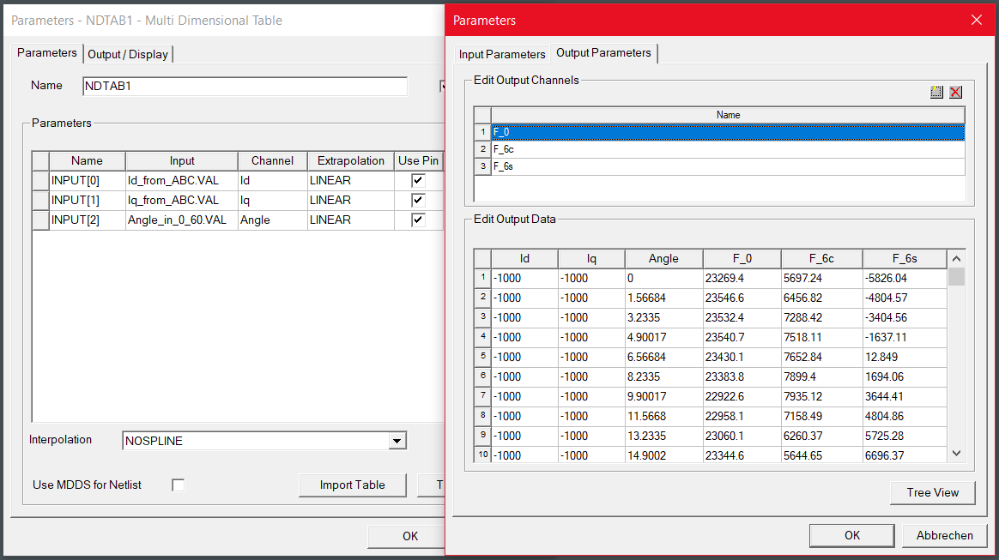 Parameters - NDTAB1 - Multi Dimensional Table
Parameters Output / Display
Name NDTAB1
Parameters
Name Input Channel Extrapolation Use Pin
INPUT[0] Id_from_ABC.VAL Id LINEAR
INPUT[1] Iq_from_ABC.VAL Iq LINEAR
INPUT[2] Angle_in_0_60.VAL Angle LINEAR
Interpolation NOSPLINE
Use MDDS for Netlist Import Table T
OK
Parameters
Input Parameters Output Parameters
Edit Output Channels
Name
1 F_0
2 F_6c
3 F_6s
Edit Output Data
Id Iq Angle F_0 F_6c F_6s
1 -1000 -1000 0 23269.4 5697.24 -5826.04
2 -1000 -1000 1.56684 23546.6 6456.82 -4804.57
3 -1000 -1000 3.2335 23532.4 7288.42 -3404.56
4 -1000 -1000 4.90017 23540.7 7518.11 -1637.11
5 -1000 -1000 6.56684 23430.1 7652.84 12.849
6 -1000 -1000 8.2335 23383.8 7899.4 1694.06
7 -1000 -1000 9.90017 22922.6 7935.12 3644.41
8 -1000 -1000 11.5668 22958.1 7158.49 4804.86
9 -1000 -1000 13.2335 23060.1 6260.37 5725.28
10 -1000 -1000 14.9002 23344.6 5644.65 6696.37
Tree View
OK Abbrechen